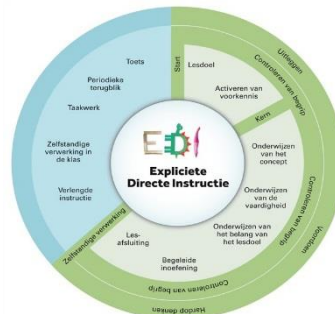 Toets
Periodieke
terugblik
Taakwerk
Zelfstandige
verwerking in
de klas
Verlengde
instructie
Start
Lesdoel
Activeren van
voorkennis
Kern
Onderwijzen
van het
concept
Onderwijzen
van de
vaardigheid
Onderwijzen van
het belang van
het lesdoel
Begeleide
inoefening
Les-
afsluiting
Zelfstandige verwerking
Uitleggen
Controleren van begrip
Voordoen
Controleren van begrip
Hardop denken
Controleren van begrip
EDI
Expliciete
Directe Instructie